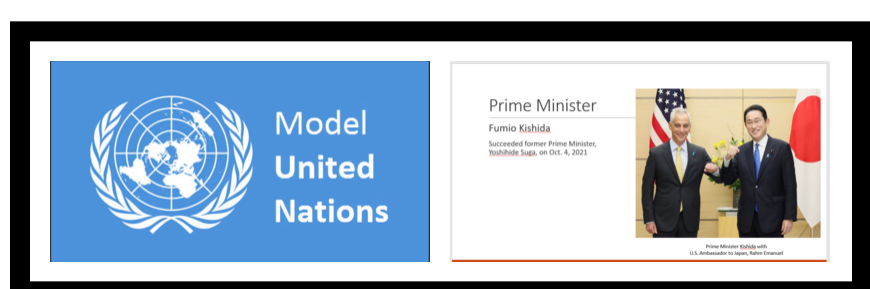 Model
United
Nations
Prime Minister
Fumio Kishida
Succeeded former Prime Minister,
Yoshihide Suga, on Oct. 4, 2021
Prime Minister Kishida with
U.S. Ambassador to Japan, Rahm Emanuel